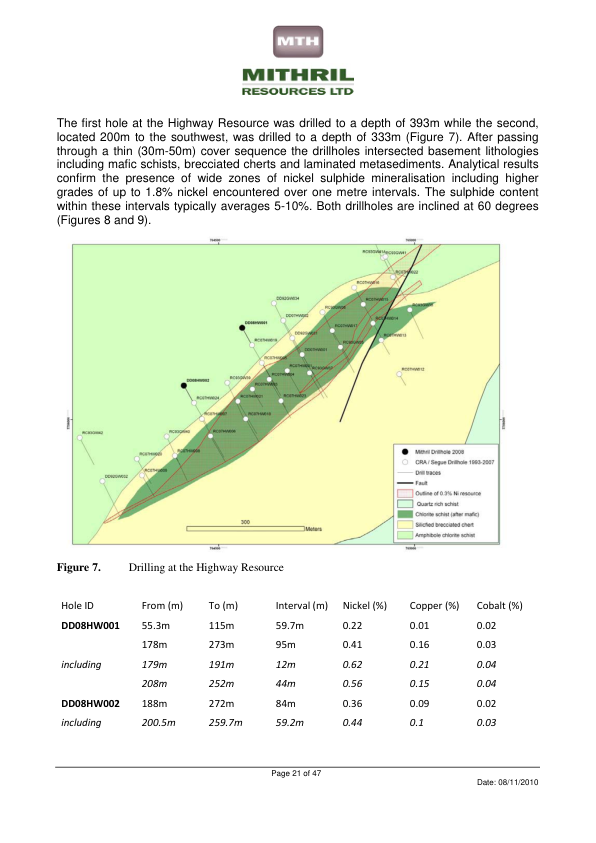 MTH
MITHRIL
RESOURCES LTD
The first hole at the Highway Resource was drilled to a depth of 393m while the second,
located 200m to the southwest, was drilled to a depth of 333m (Figure 7). After passing
through a thin (30m-50m) cover sequence the drillholes intersected basement lithologies
including mafic schists, brecciated cherts and laminated metasediments. Analytical results
confirm the presence of wide zones of nickel sulphide mineralisation including higher
grades of up to 1.8% nickel encountered over one metre intervals. The sulphide content
within these intervals typically averages 5-10%. Both drillholes are inclined at 60 degrees
(Figures 8 and 9).
DD08HW001
DD08HW002
Mithril Drillhole 2008
CRA / Segue Drillhole 1993-2007
Drill traces
Fault
Outline of 0.3% Ni resource
Quartz rich schist
Chlorite schist (after mafic)
Silicified brecciated chert
Amphibole chlorite schist
300
Meters
Figure 7. Drilling at the Highway Resource
Hole ID From (m) To (m) Interval (m) Nickel (%) Copper (%) Cobalt (%)
DD08HW001 55.3m 115m 59.7m 0.22 0.01 0.02
178m 273m 95m 0.41 0.16 0.03
including 179m 191m 12m 0.62 0.21 0.04
208m 252m 44m 0.56 0.15 0.04
DD08HW002 188m 272m 84m 0.36 0.09 0.02
including 200.5m 259.7m 59.2m 0.44 0.1 0.03
Page 21 of 47
Date: 08/11/2010